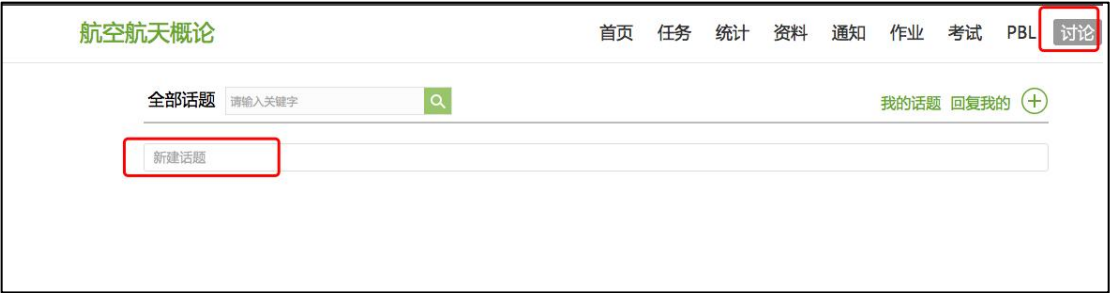 航空航天概论 首页 任务 统计 资料 通知 作业 考试 PBL 讨论
全部话题 请输入关键字 我的话题 回复我的
新建话题